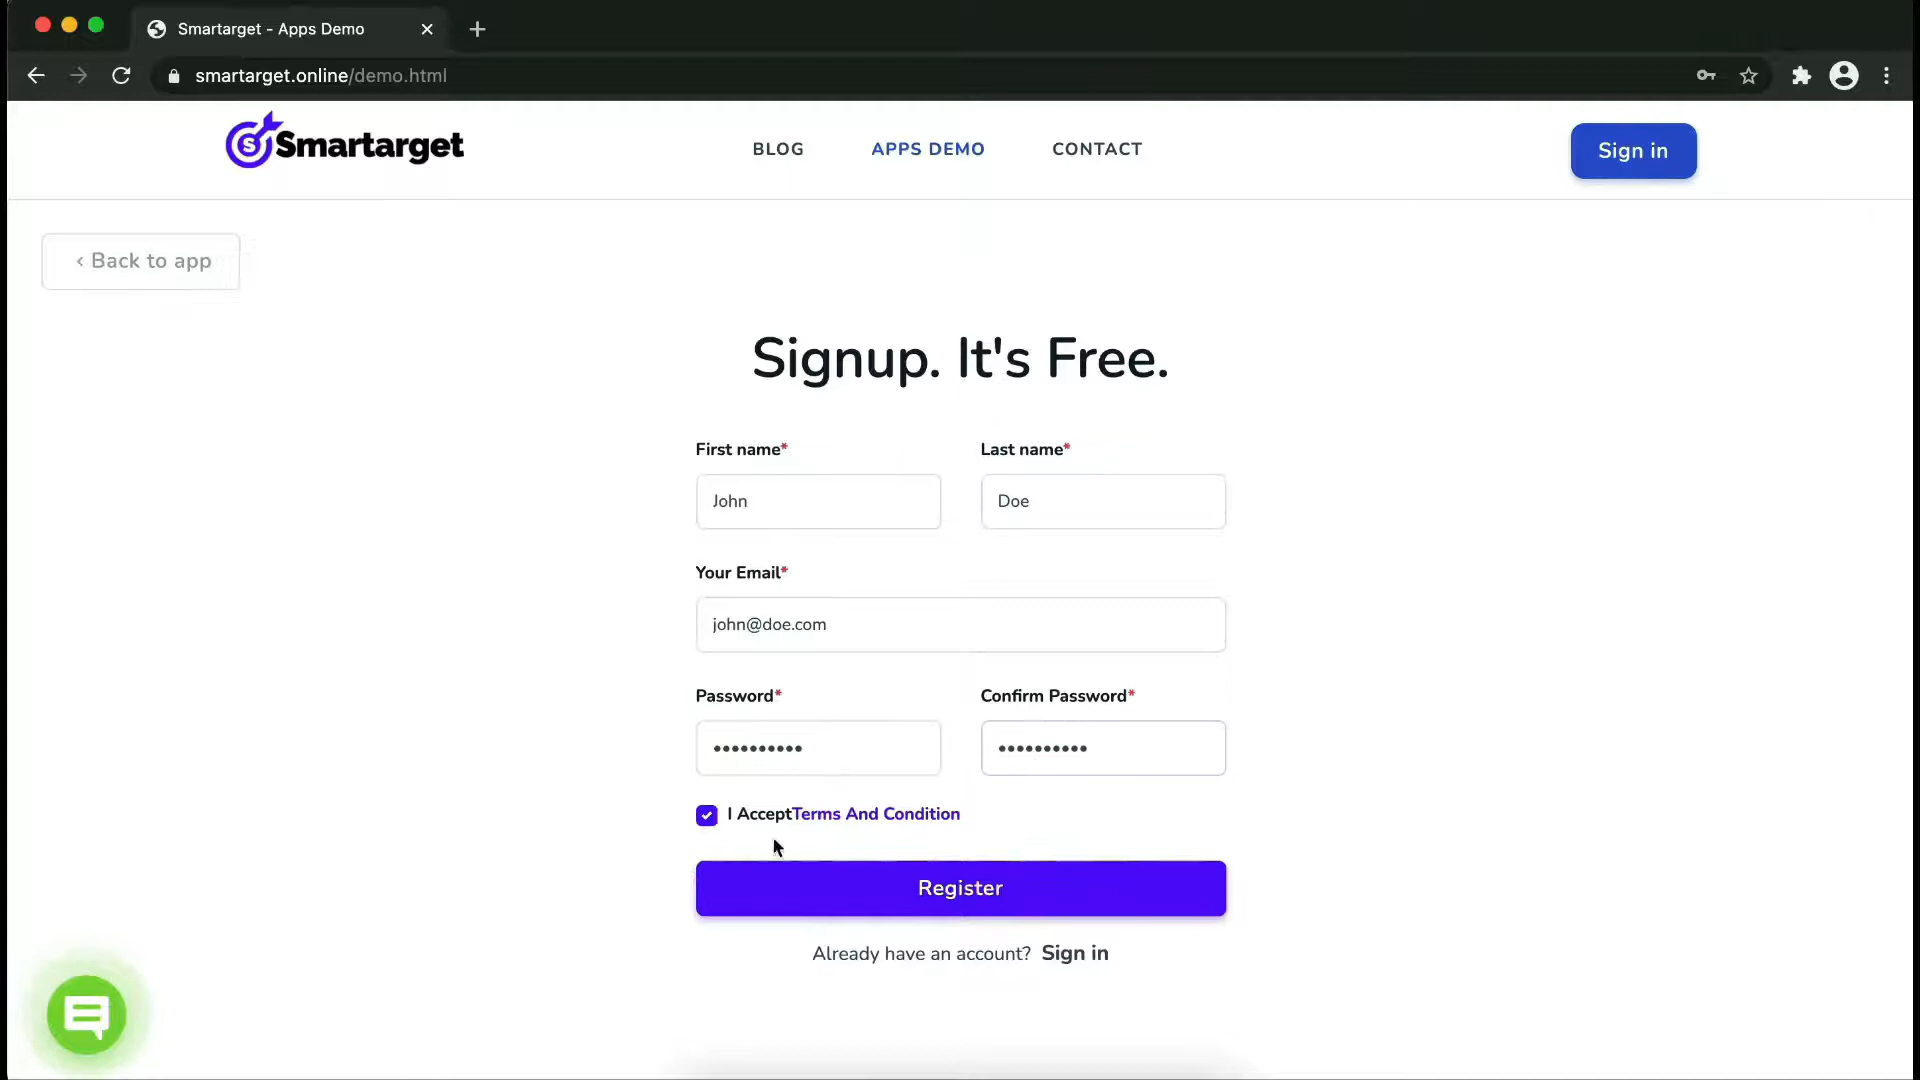 Smartarget - Apps Demo
smartarget.online/demo.html
Smartarget
BLOG
APPS DEMO
CONTACT
Sign in
‹ Back to app
Signup. It's Free.
First name*
Last name*
John
Doe
Your Email*
john@doe.com
Password*
Confirm Password*
••••••••••
••••••••••
I AcceptTerms And Condition
Register
Already have an account? Sign in